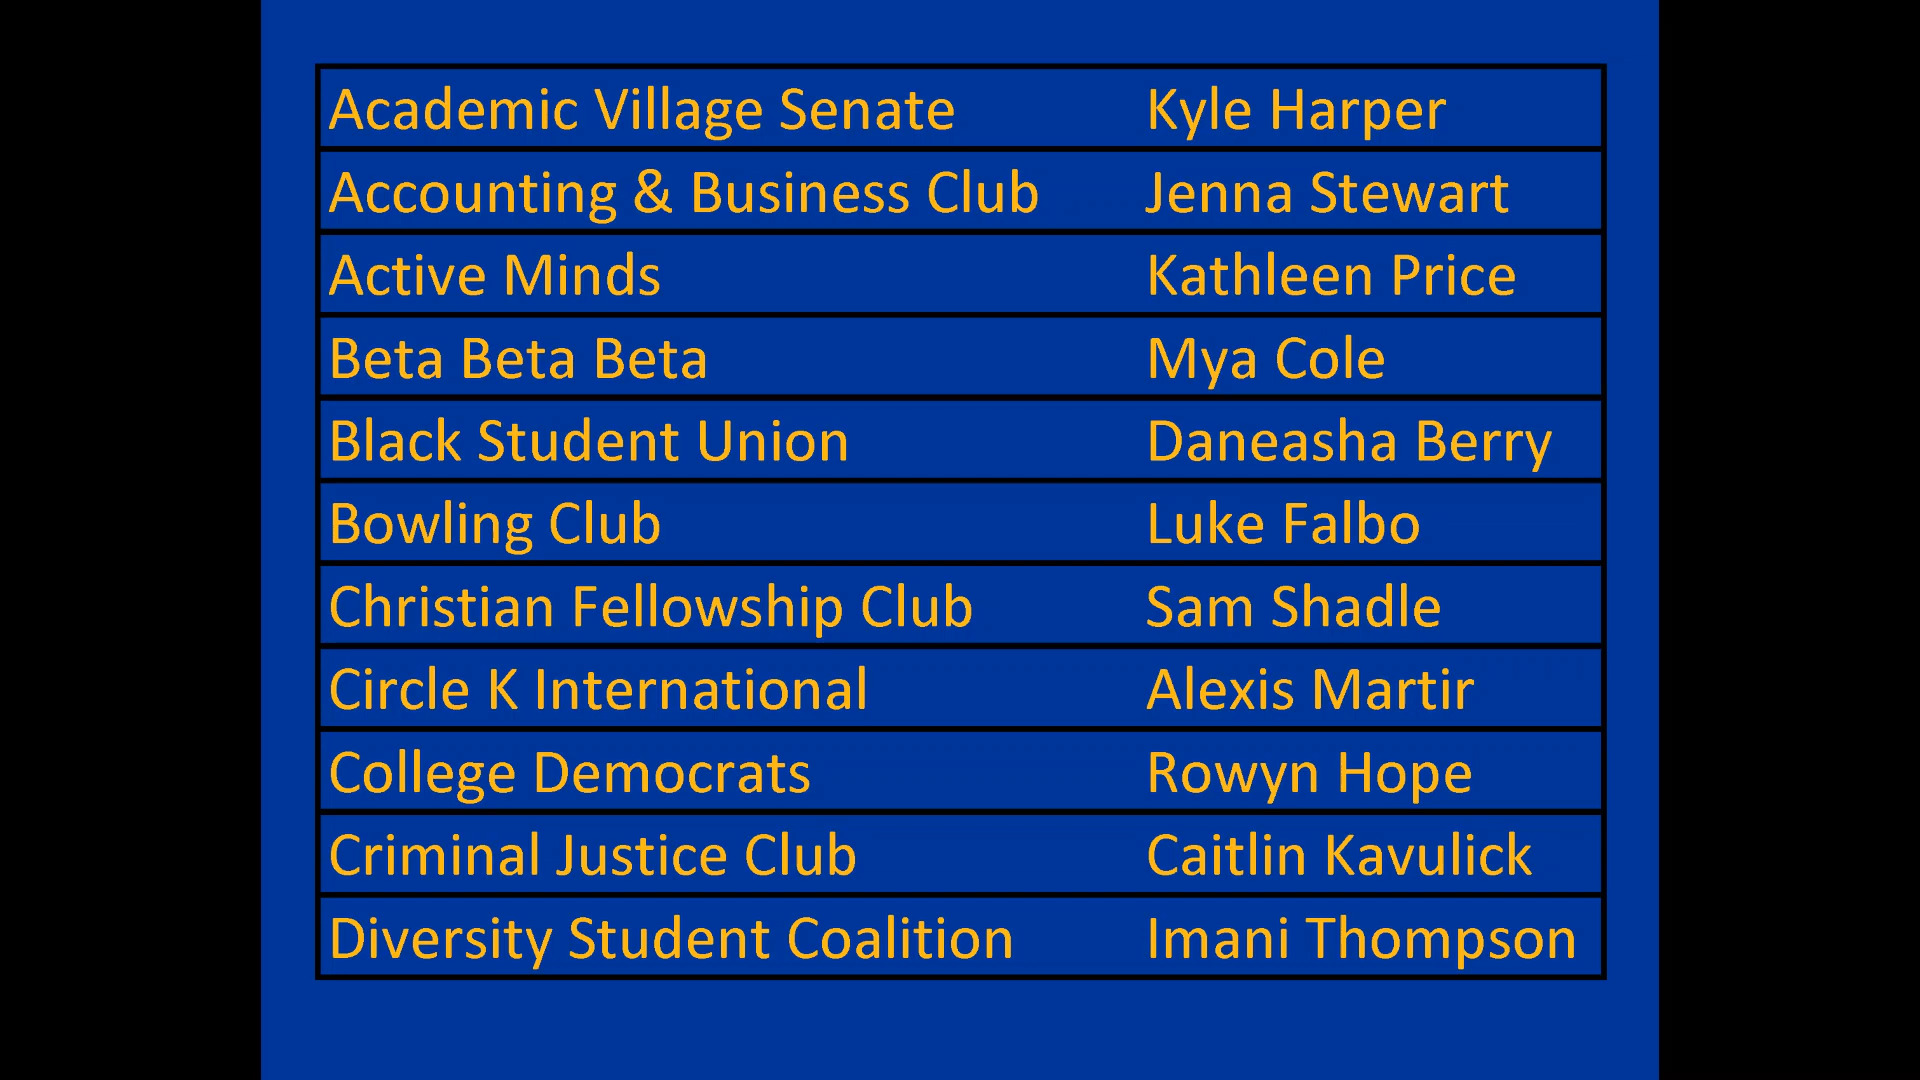 Academic Village Senate Kyle Harper
Accounting & Business Club Jenna Stewart
Active Minds Kathleen Price
Beta Beta Beta Mya Cole
Black Student Union Daneasha Berry
Bowling Club Luke Falbo
Christian Fellowship Club Sam Shadle
Circle K International Alexis Martir
College Democrats Rowyn Hope
Criminal Justice Club Caitlin Kavulick
Diversity Student Coalition Imani Thompson